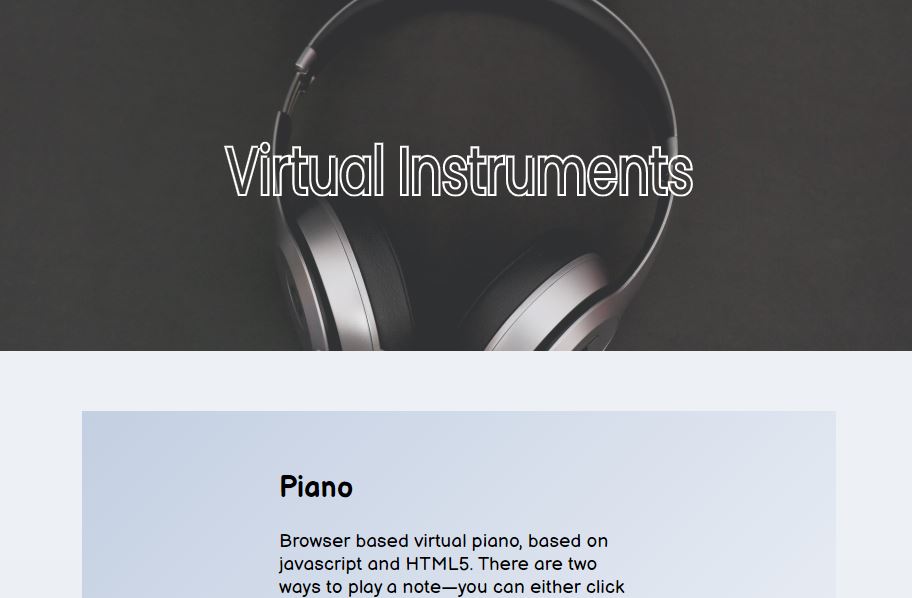 Virtual Instruments
Piano
Browser based virtual piano, based on
javascript and HTML5. There are two
ways to play a note—you can either click